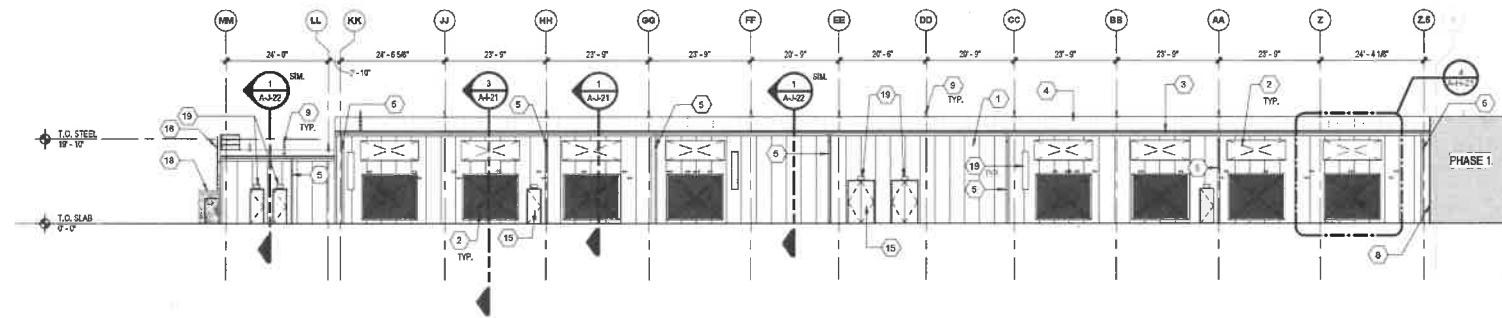 MM LL KK JJ HH GG FF EE DD CC BB AA Z Z.5
24' - 0" 24' - 6 5/8" 23' - 9" 23' - 9" 23' - 9" 20' - 9" 20' - 6" 20' - 9" 23' - 9" 23' - 9" 23' - 9" 24' - 4 1/8"
1 SIM. 3 1 1 SIM.
A-J-22 A-I-21 A-J-21 A-J-22
19 9 5 5 5 19 9 1 4 3 2
TYP. TYP. TYP.
16
T.O. STEEL
19' - 10"
18 5 5 19 5
PHASE 1
T.O. SLAB
0' - 0"
2 15 15 8
TYP.